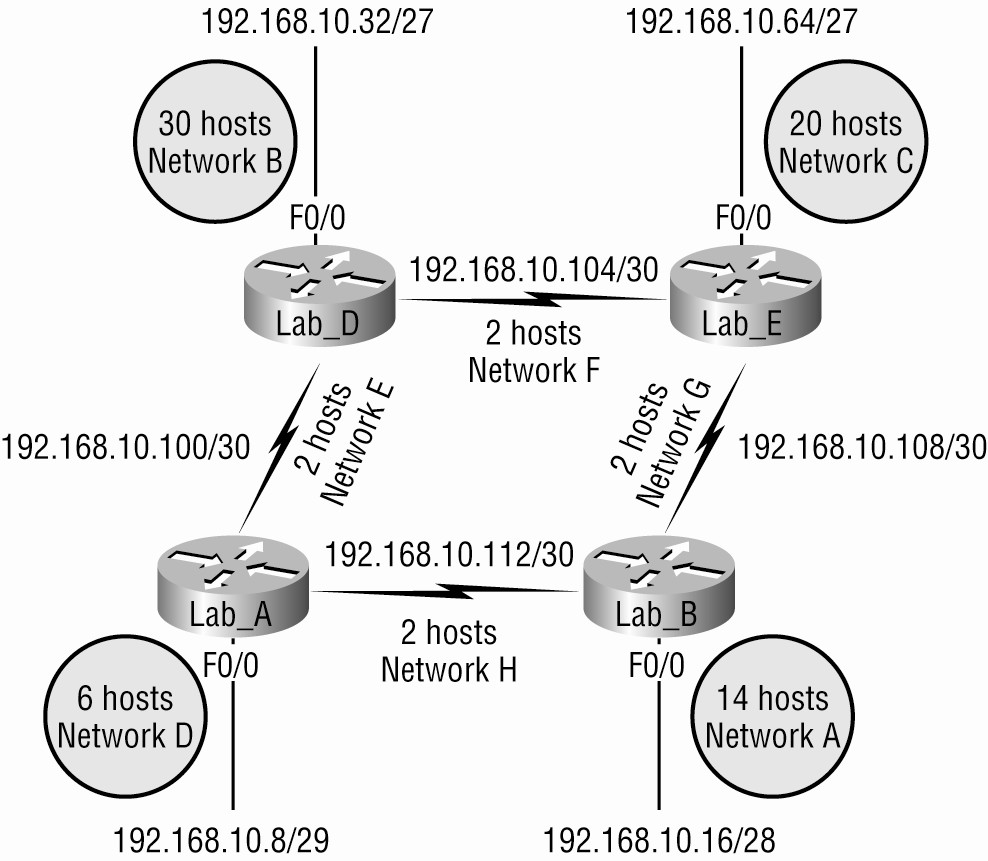 192.168.10.32/27
192.168.10.64/27
30 hosts
Network B
20 hosts
Network C
F0/0
F0/0
192.168.10.104/30
Lab_D
Lab_E
2 hosts
Network F
2 hosts
Network E
2 hosts
Network G
192.168.10.100/30
192.168.10.108/30
192.168.10.112/30
Lab_A
Lab_B
2 hosts
Network H
F0/0
F0/0
6 hosts
Network D
14 hosts
Network A
192.168.10.8/29
192.168.10.16/28